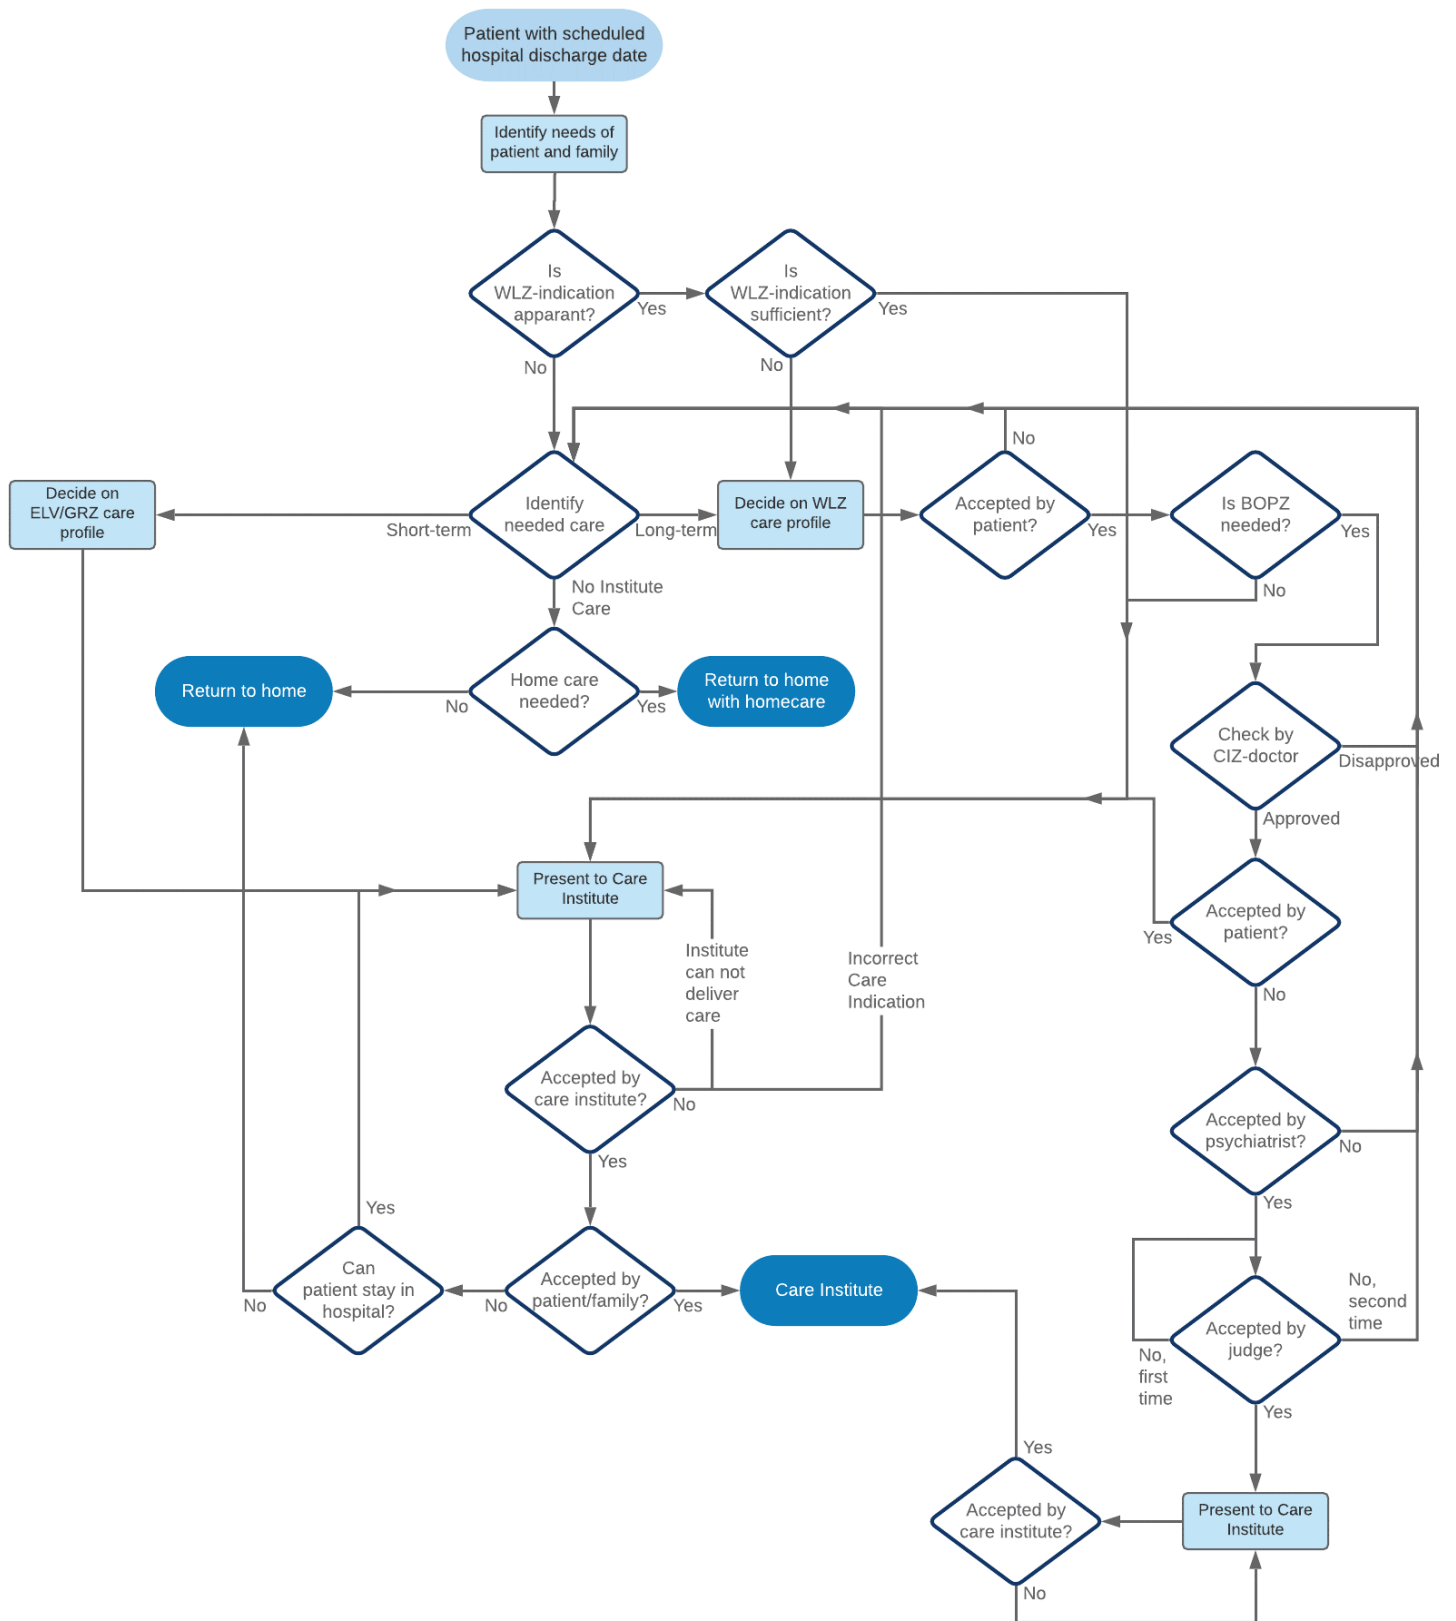 Patient with scheduled
hospital discharge date
Identify needs of
patient and family
Is
WLZ-indication
apparant?
Yes
No
Is
WLZ-indication
sufficient?
Yes
No
No
Decide on
ELV/GRZ care
profile
Short-term
Identify
needed care
Long-term
Decide on WLZ
care profile
Accepted by
patient?
Yes
Is BOPZ
needed?
Yes
No
No Institute
Care
Return to home
No
Home care
needed?
Yes
Return to home
with homecare
Check by
CIZ-doctor
Disapproved
Approved
Present to Care
Institute
Accepted by
patient?
Yes
No
Institute
can not
deliver
care
Incorrect
Care
Indication
Accepted by
care institute?
No
Yes
Accepted by
psychiatrist?
No
Yes
Yes
Can
patient stay in
hospital?
No
Accepted by
patient/family?
No
Yes
Care Institute
No,
second
time
Accepted by
judge?
No,
first
time
Yes
Yes
Accepted by
care institute?
No
Present to Care
Institute